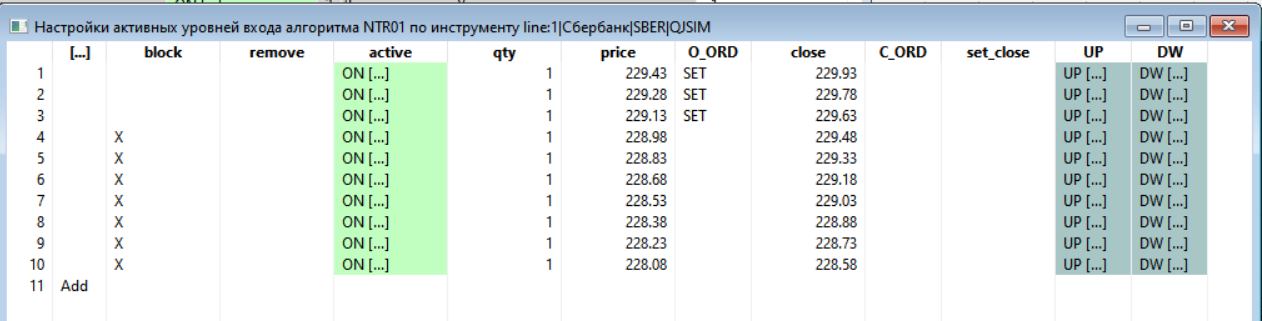 Настройки активных уровней входа алгоритма NTR01 по инструменту line:1|Сбербанк|SBER|QJSIM
[...] block remove active qty price O_ORD close C_ORD set_close UP DW
1 ON [...] 1 229.43 SET 229.93 UP [...] DW [...]
2 ON [...] 1 229.28 SET 229.78 UP [...] DW [...]
3 ON [...] 1 229.13 SET 229.63 UP [...] DW [...]
4 X ON [...] 1 228.98 229.48 UP [...] DW [...]
5 X ON [...] 1 228.83 229.33 UP [...] DW [...]
6 X ON [...] 1 228.68 229.18 UP [...] DW [...]
7 X ON [...] 1 228.53 229.03 UP [...] DW [...]
8 X ON [...] 1 228.38 228.88 UP [...] DW [...]
9 X ON [...] 1 228.23 228.73 UP [...] DW [...]
10 X ON [...] 1 228.08 228.58 UP [...] DW [...]
11 Add